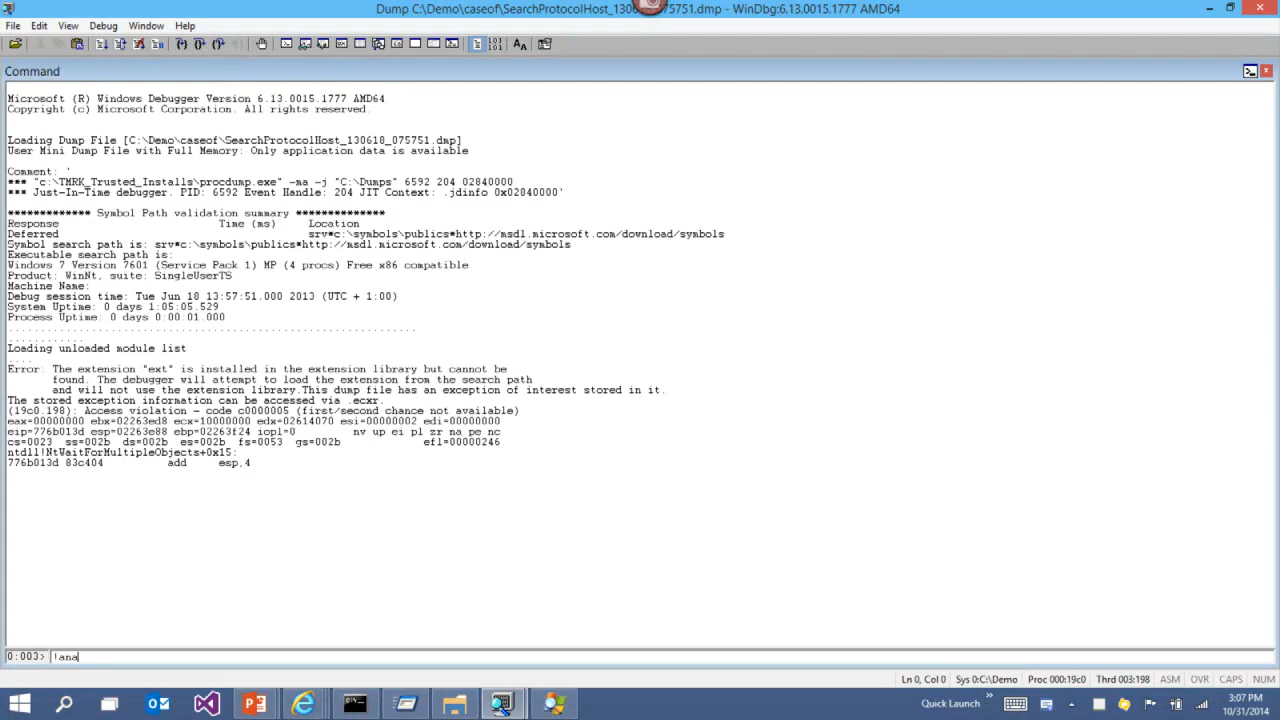 Dump C:\Demo\caseof\SearchProtocolHost_130 075751.dmp - WinDbg:6.13.0015.1777 AMD64
File Edit View Debug Window Help
Command
Microsoft (R) Windows Debugger Version 6.13.0015.1777 AMD64
Copyright (c) Microsoft Corporation. All rights reserved.
Loading Dump File [C:\Demo\caseof\SearchProtocolHost_130618_075751.dmp]
User Mini Dump File with Full Memory: Only application data is available
Comment: '
*** "c:\TMRK_Trusted_Installs\procdump.exe" -ma -j "C:\Dumps" 6592 204 02840000
*** Just-In-Time debugger. PID: 6592 Event Handle: 204 JIT Context: .jdinfo 0x02840000'
************* Symbol Path validation summary **************
Response Time (ms) Location
Deferred srv*c:\symbols\publics*http://msdl.microsoft.com/download/symbols
Symbol search path is: srv*c:\symbols\publics*http://msdl.microsoft.com/download/symbols
Executable search path is:
Windows 7 Version 7601 (Service Pack 1) MP (4 procs) Free x86 compatible
Product: WinNt, suite: SingleUserTS
Machine Name:
Debug session time: Tue Jun 18 13:57:51.000 2013 (UTC + 1:00)
System Uptime: 0 days 1:05:05.529
Process Uptime: 0 days 0:00:01.000
................................................................
............
Loading unloaded module list
....
Error: The extension "ext" is installed in the extension library but cannot be
found. The debugger will attempt to load the extension from the search path
and will not use the extension library.This dump file has an exception of interest stored in it.
The stored exception information can be accessed via .ecxr.
(19c0.198): Access violation - code c0000005 (first/second chance not available)
eax=00000000 ebx=02263ed8 ecx=10000000 edx=02614070 esi=00000002 edi=00000000
eip=776b013d esp=02263e88 ebp=02263f24 iopl=0 nv up ei pl zr na pe nc
cs=0023 ss=002b ds=002b es=002b fs=0053 gs=002b efl=00000246
ntdll!NtWaitForMultipleObjects+0x15:
776b013d 83c404 add esp,4
0:003> !ana
Ln 0, Col 0 Sys 0:C:\Demo Proc 000:19c0 Thrd 003:198 ASM OVR CAPS NUM
Quick Launch » 3:07 PM
10/31/2014